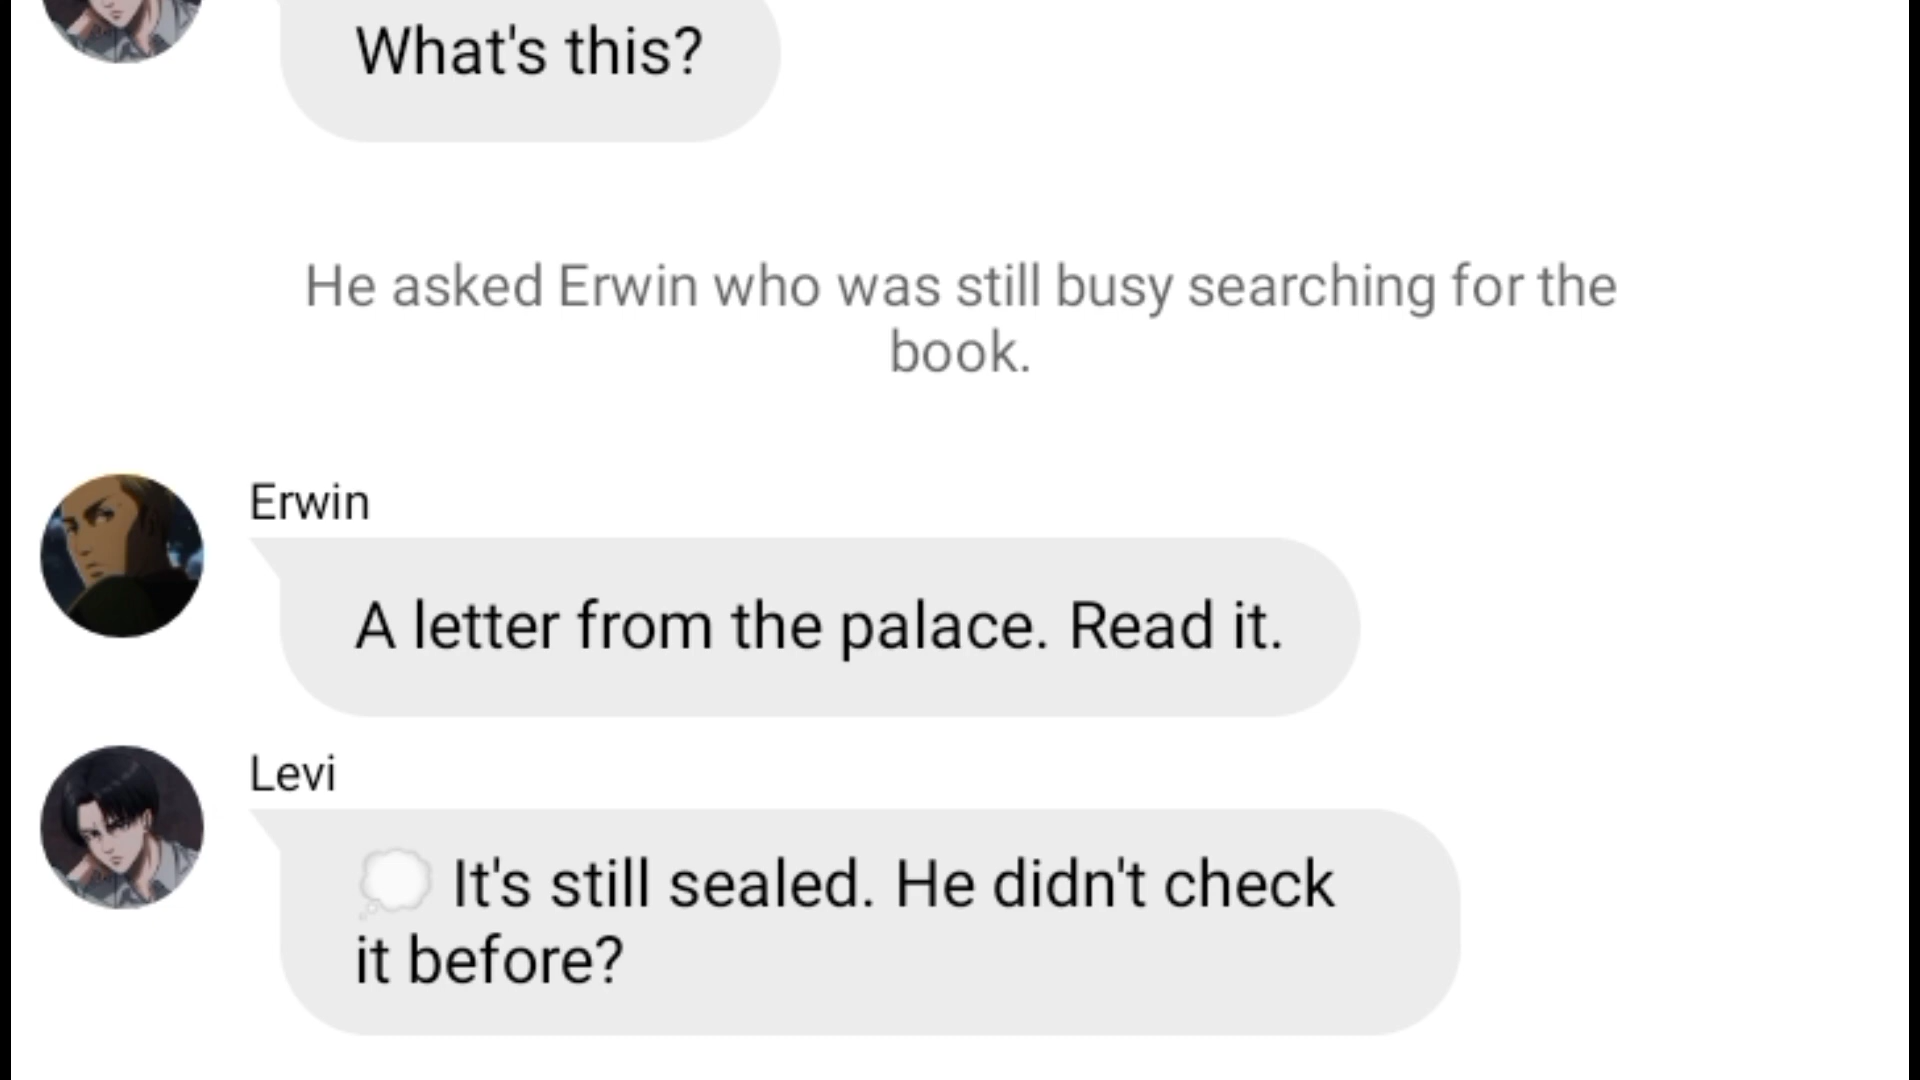 What's this?
He asked Erwin who was still busy searching for the
book.
Erwin
A letter from the palace. Read it.
Levi
💭 It's still sealed. He didn't check
it before?